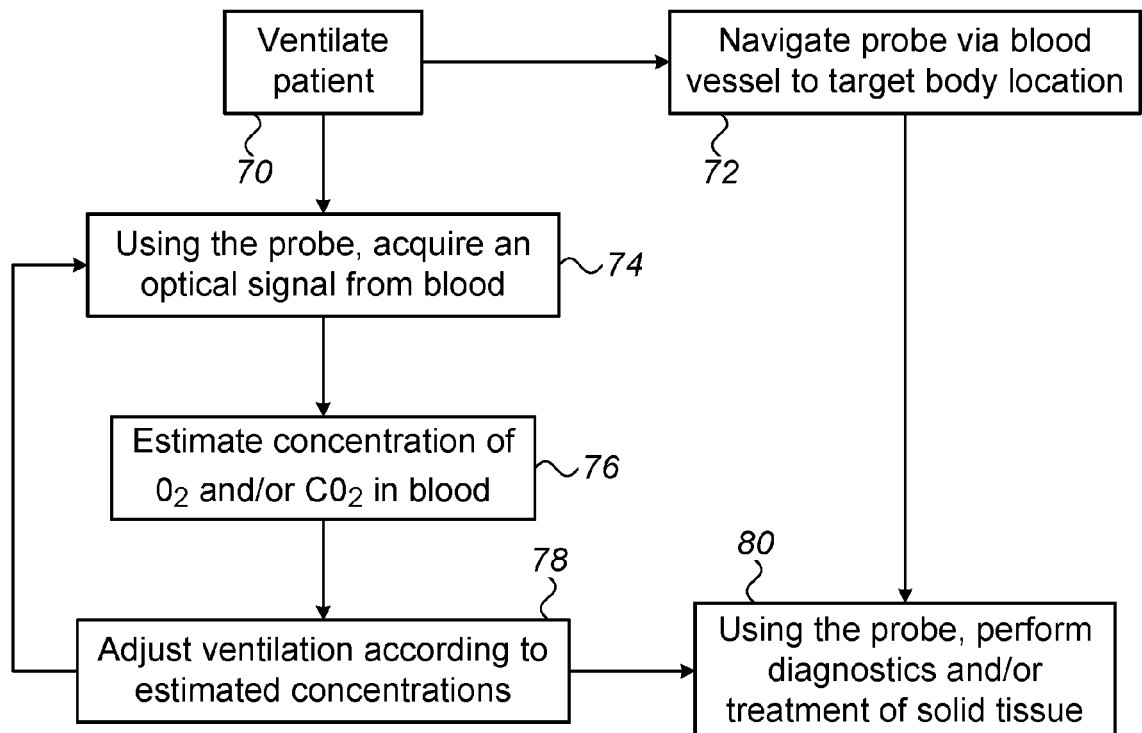 Ventilate
patient
70
Navigate probe via blood
vessel to target body location
72
Using the probe, acquire an
optical signal from blood
74
Estimate concentration of
0₂ and/or C0₂ in blood
76
Adjust ventilation according to
estimated concentrations
78
80
Using the probe, perform
diagnostics and/or
treatment of solid tissue